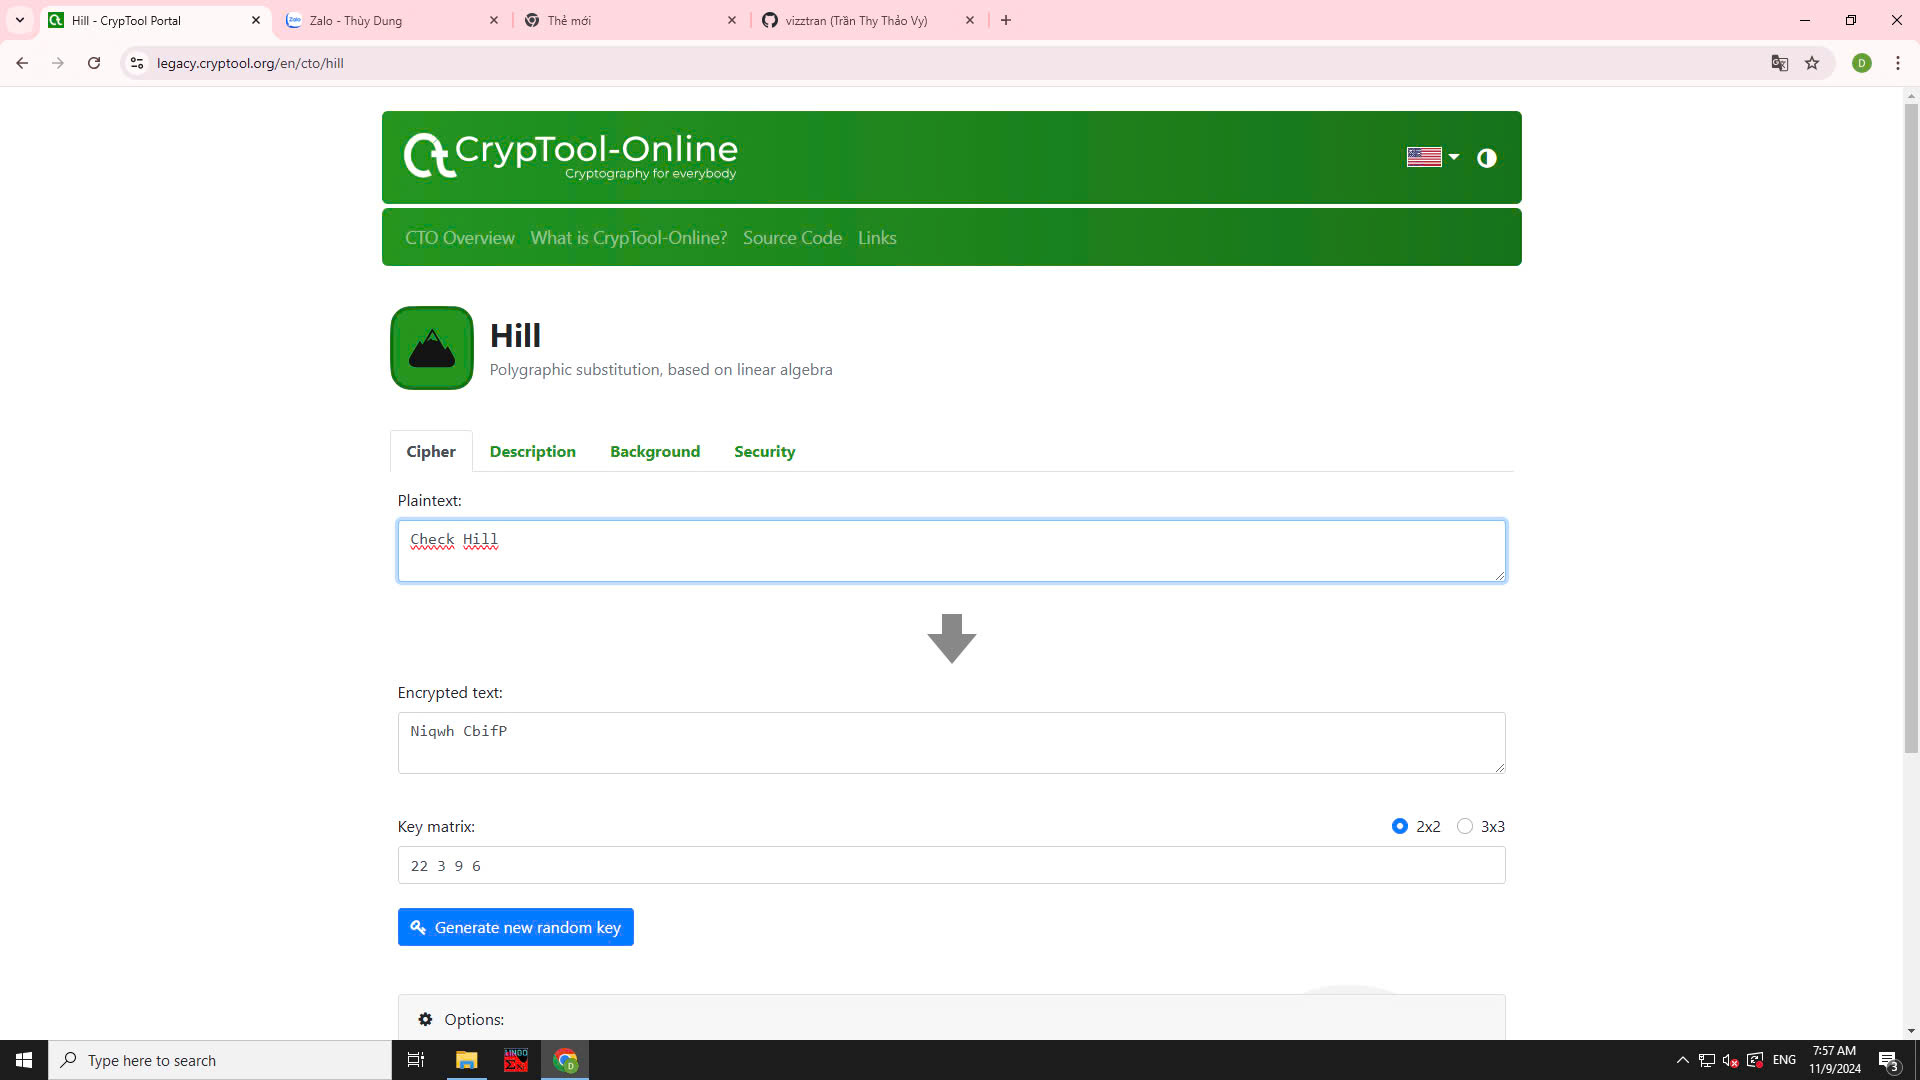 Hill - CrypTool Portal
Zalo - Thùy Dung
Thẻ mới
vizztran (Trần Thy Thảo Vy)
legacy.cryptool.org/en/cto/hill
D
CrypTool-Online
Cryptography for everybody
CTO Overview What is CrypTool-Online? Source Code Links
Hill
Polygraphic substitution, based on linear algebra
Cipher Description Background Security
Plaintext:
Check Hill
Encrypted text:
Niqwh CbifP
Key matrix: 2x2 3x3
22 3 9 6
Generate new random key
Options:
Type here to search
LINGO
D
ENG
7:57 AM
11/9/2024
3